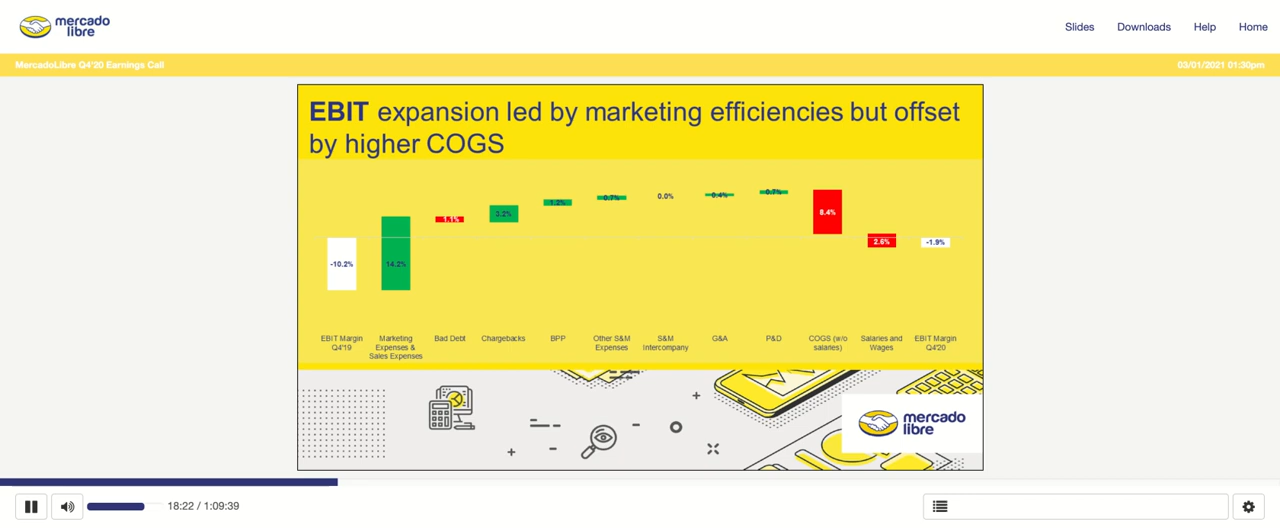 mercado
libre
Slides Downloads Help Home
MercadoLibre Q4'20 Earnings Call 03/01/2021 01:30pm
EBIT expansion led by marketing efficiencies but offset
by higher COGS
-10.2% 14.2% 1.1% 3.2% 1.2% 0.7% 0.0% 0.4% 0.7% 8.4% 2.6% -1.9%
EBIT Margin Q4'19
Marketing Expenses & Sales Expenses
Bad Debt
Chargebacks
BPP
Other S&M Expenses
S&M Intercompany
G&A
P&D
COGS (w/o salaries)
Salaries and Wages
EBIT Margin Q4'20
mercado
libre
18:22 / 1:09:39